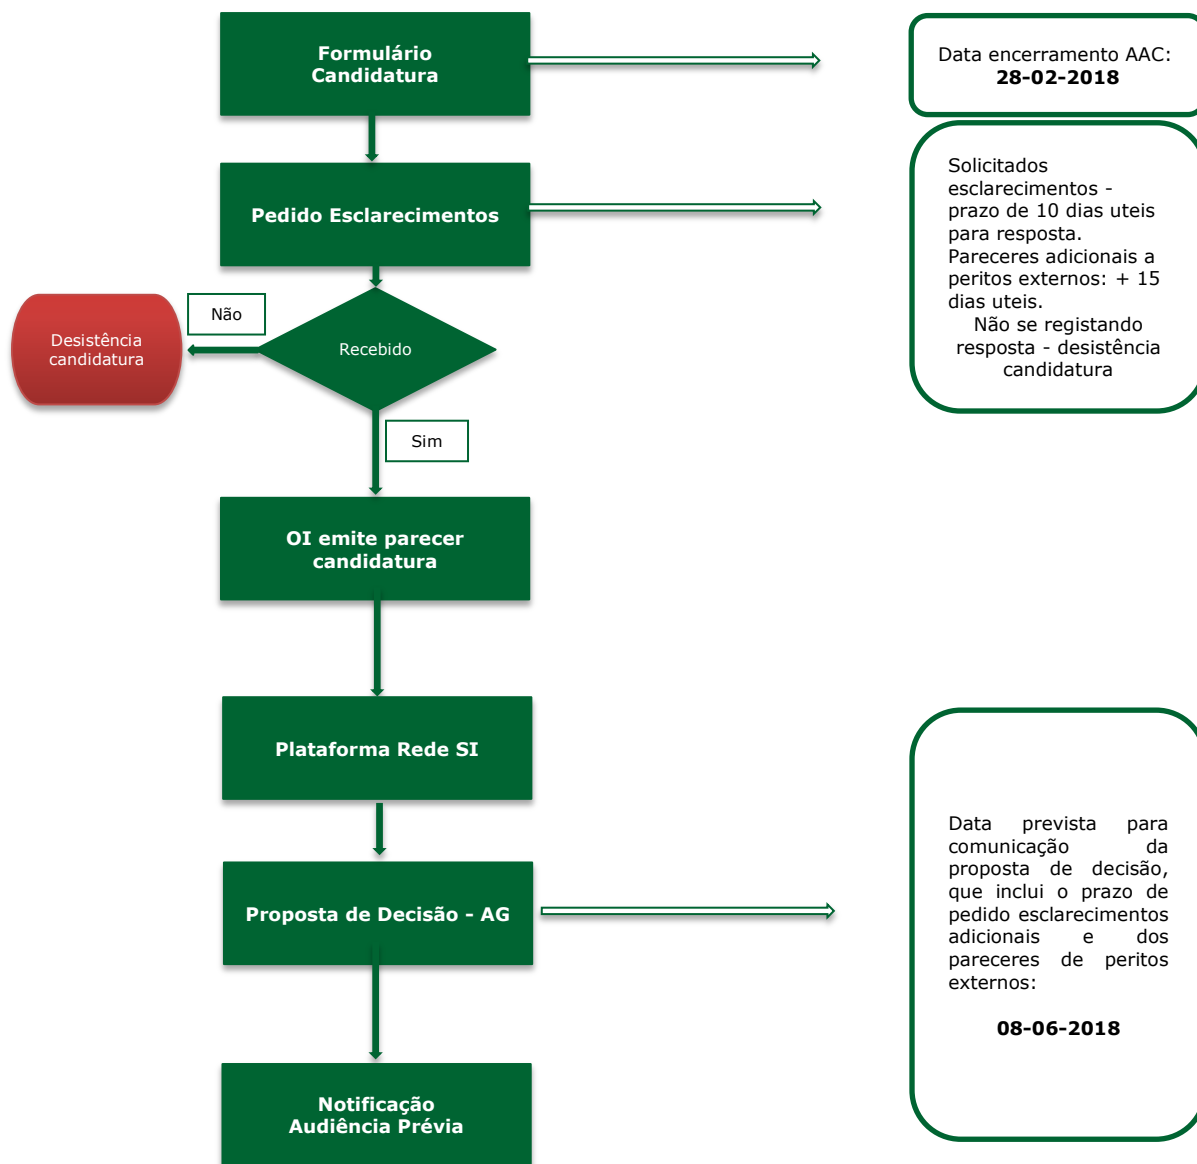 Formulário
Candidatura
Data encerramento AAC:
28-02-2018
Pedido Esclarecimentos
Solicitados
esclarecimentos -
prazo de 10 dias uteis
para resposta.
Pareceres adicionais a
peritos externos: + 15
dias uteis.
Não se registando
resposta - desistência
candidatura
Não
Desistência
candidatura
Recebido
Sim
OI emite parecer
candidatura
Plataforma Rede SI
Proposta de Decisão - AG
Data prevista para
comunicação da
proposta de decisão,
que inclui o prazo de
pedido esclarecimentos
adicionais e dos
pareceres de peritos
externos:
08-06-2018
Notificação
Audiência Prévia